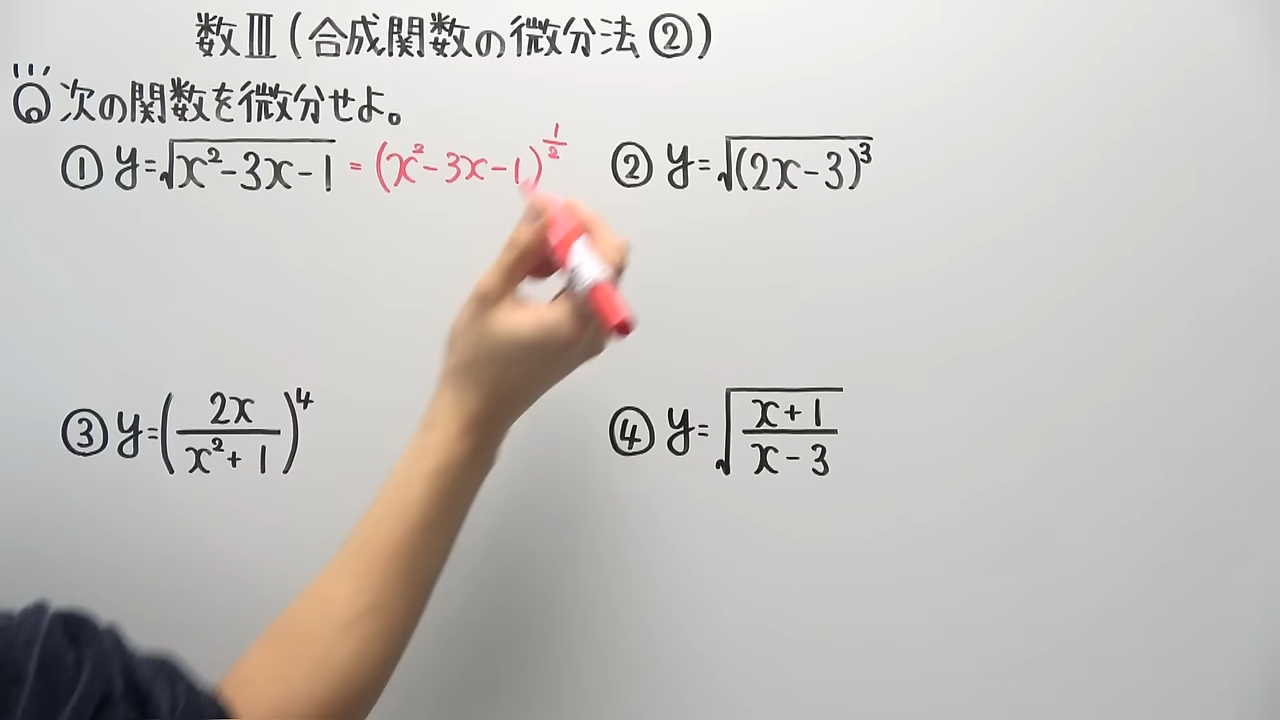 数Ⅲ(合成関数の微分法②)
Q 次の関数を微分せよ。
① y=√(x²-3x-1) = (x²-3x-1)^(1/2)
② y=√((2x-3)³)
③ y=(2x/(x²+1))⁴
④ y=√((x+1)/(x-3))